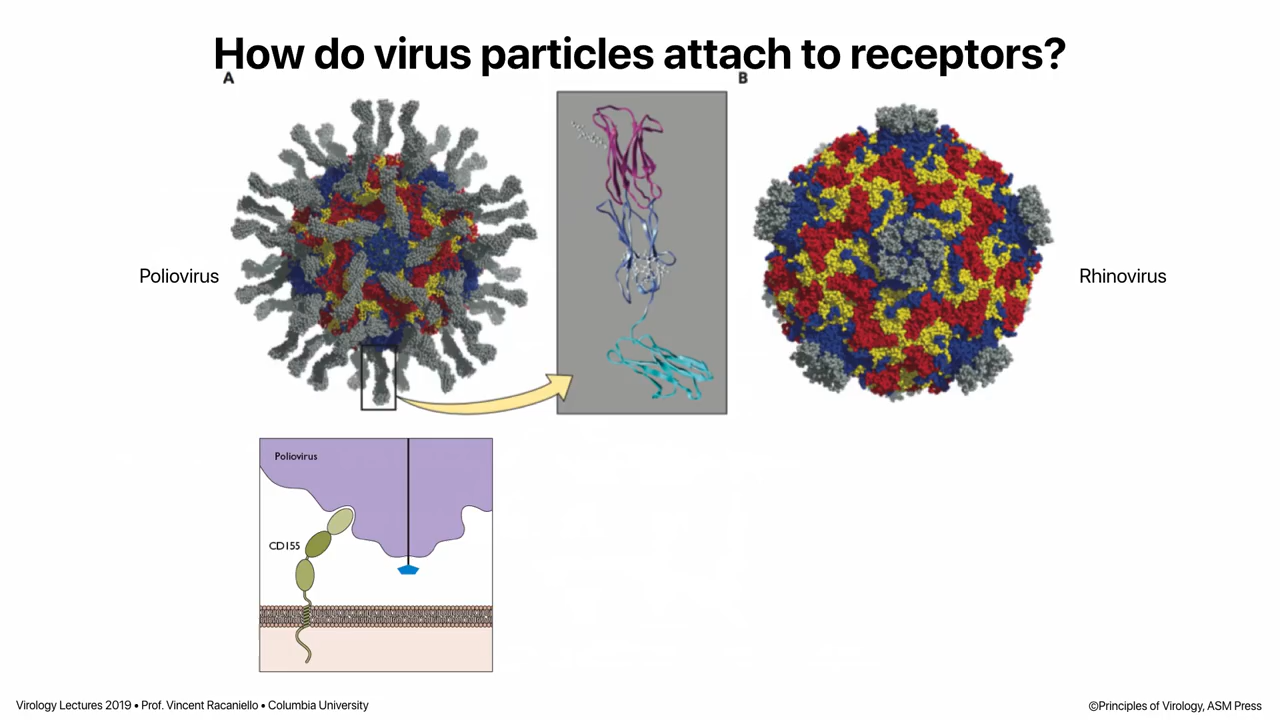 How do virus particles attach to receptors?
A
B
Poliovirus
Rhinovirus
Poliovirus
CD155
Virology Lectures 2019 • Prof. Vincent Racaniello • Columbia University
©Principles of Virology, ASM Press